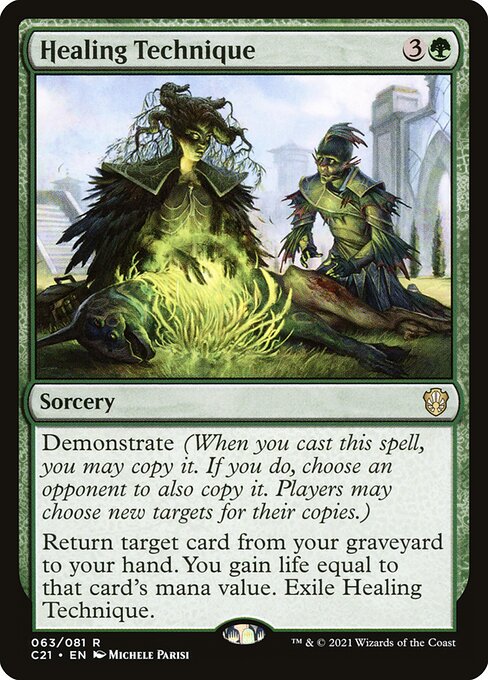 Healing Technique 3
Sorcery
Demonstrate (When you cast this spell,
you may copy it. If you do, choose an
opponent to also copy it. Players may
choose new targets for their copies.)
Return target card from your graveyard
to your hand. You gain life equal to
that card's mana value. Exile Healing
Technique.
063/081 R
C21 • EN Michele Parisi
™ & © 2021 Wizards of the Coast